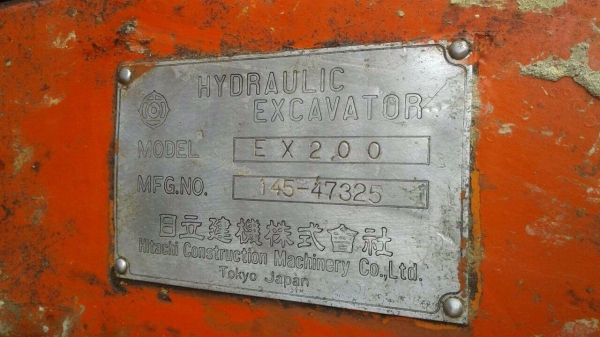 HYDRAULIC
EXCAVATOR
MODEL EX200
MFG.NO. 145-47325
日立建機株式會社
Hitachi Construction Machinery Co.,Ltd.
Tokyo Japan